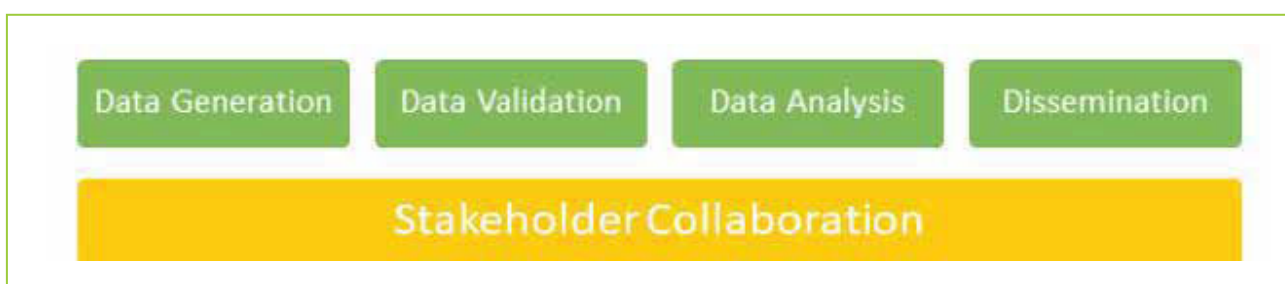 Data Generation Data Validation Data Analysis Dissemination
Stakeholder Collaboration